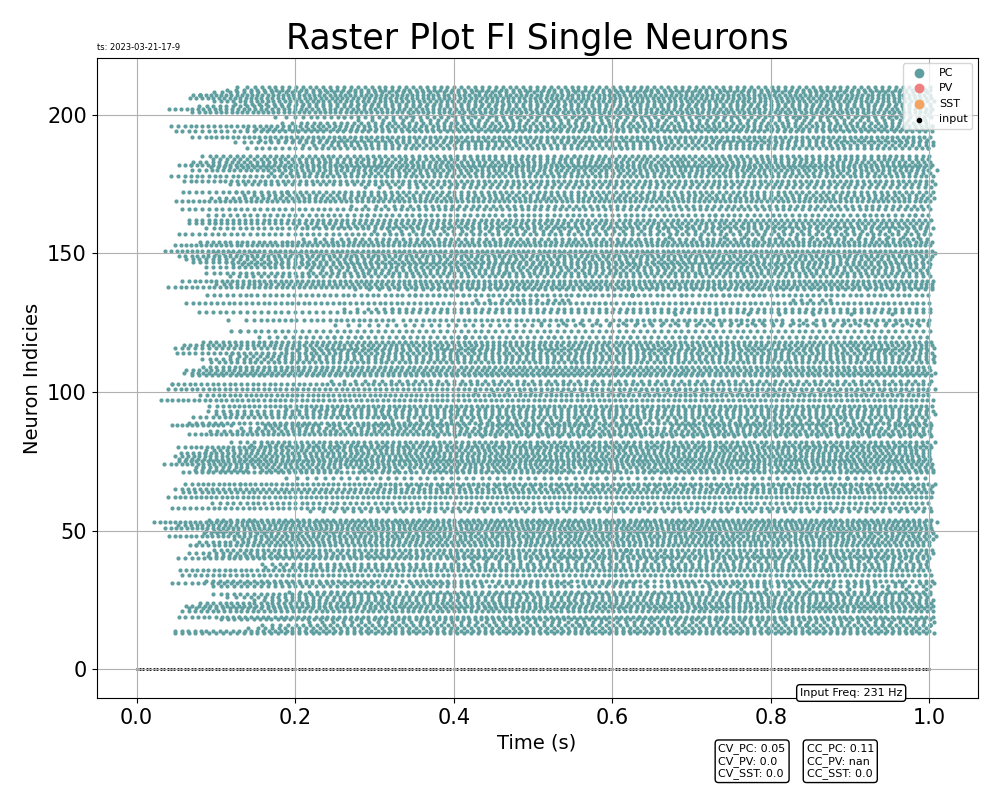 Raster Plot FI Single Neurons
ts: 2023-03-21-17-9
PC
PV
SST
input
200
150
100
50
0
Neuron Indicies
Input Freq: 231 Hz
0.0 0.2 0.4 0.6 0.8 1.0
Time (s)
CV_PC: 0.05
CV_PV: 0.0
CV_SST: 0.0
CC_PC: 0.11
CC_PV: nan
CC_SST: 0.0